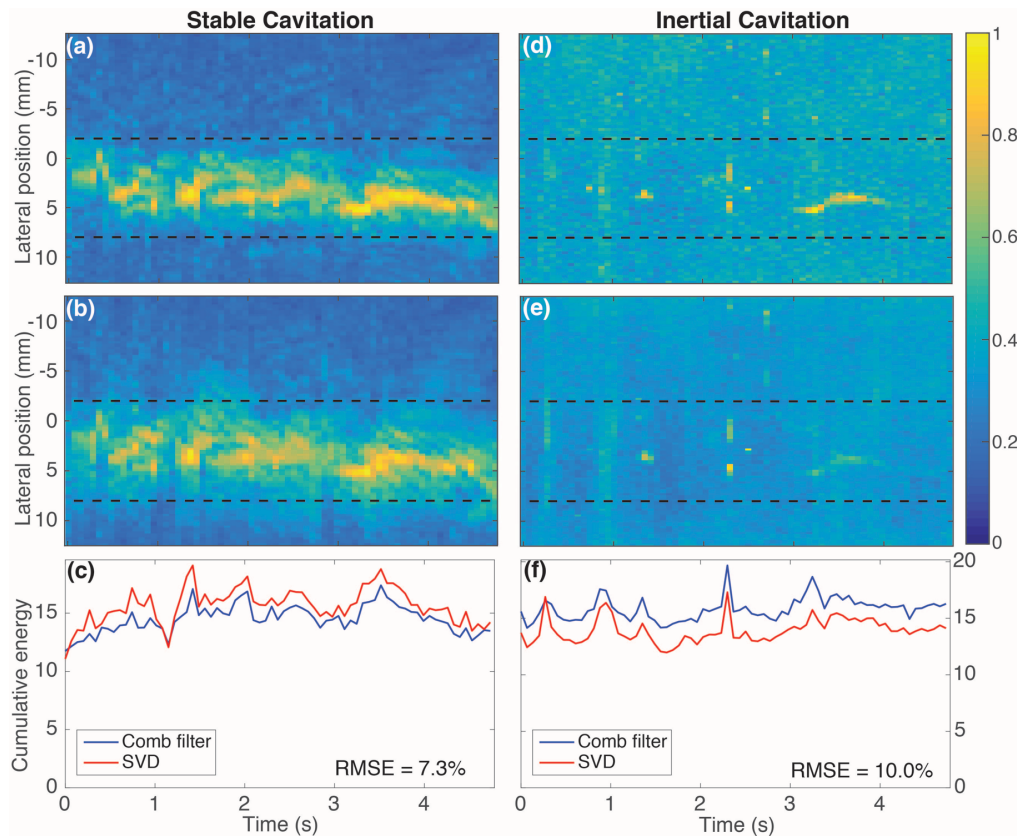 Stable Cavitation
Inertial Cavitation
(a)
-10
-5
0
5
10
Lateral position (mm)
(d)
1
0.8
0.6
0.4
0.2
0
(b)
-10
-5
0
5
10
Lateral position (mm)
(e)
(c)
15
10
5
0
Cumulative energy
Comb filter
SVD
RMSE = 7.3%
0 1 2 3 4
Time (s)
(f)
20
15
10
5
0
Comb filter
SVD
RMSE = 10.0%
0 1 2 3 4
Time (s)